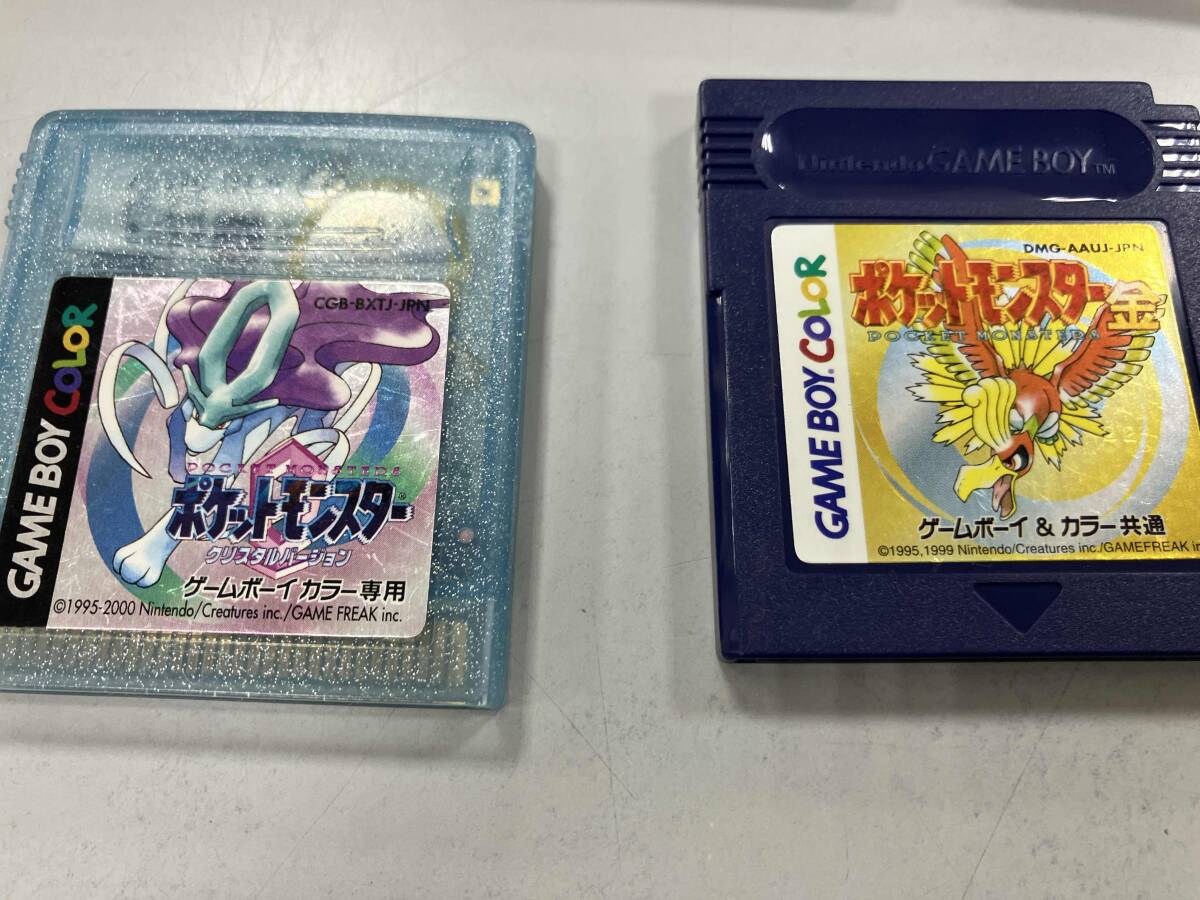 GAME BOY COLOR
CGB-BXTJ-JPN
POCKET MONSTERS
ポケットモンスター®
クリスタルバージョン
ゲームボーイカラー専用
©1995-2000 Nintendo/Creatures inc./GAME FREAK inc.
Nintendo GAME BOY™
GAME BOY COLOR
DMG-AAUJ-JPN
ポケットモンスター金
POCKET MONSTERS
ゲームボーイ&カラー共通
©1995,1999 Nintendo/Creatures inc./GAMEFREAK in